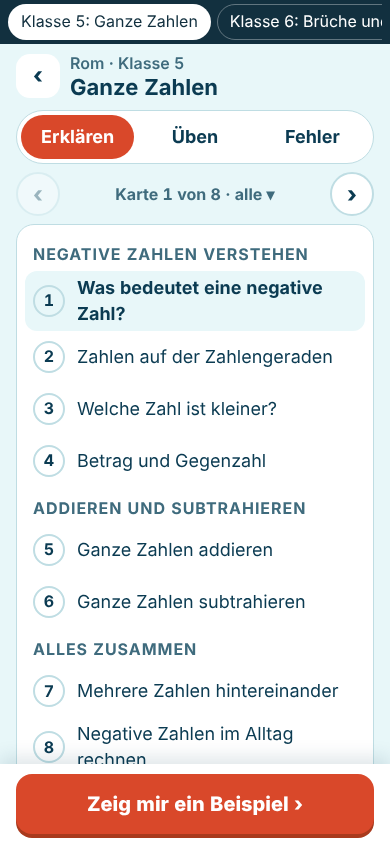 Klasse 5: Ganze Zahlen
Klasse 6: Brüche un
‹
Rom · Klasse 5
Ganze Zahlen
Erklären
Üben
Fehler
‹
Karte 1 von 8 · alle ▾
›
NEGATIVE ZAHLEN VERSTEHEN
1
Was bedeutet eine negative
Zahl?
2
Zahlen auf der Zahlengeraden
3
Welche Zahl ist kleiner?
4
Betrag und Gegenzahl
ADDIEREN UND SUBTRAHIEREN
5
Ganze Zahlen addieren
6
Ganze Zahlen subtrahieren
ALLES ZUSAMMEN
7
Mehrere Zahlen hintereinander
8
Negative Zahlen im Alltag
rechnen
Zeig mir ein Beispiel ›